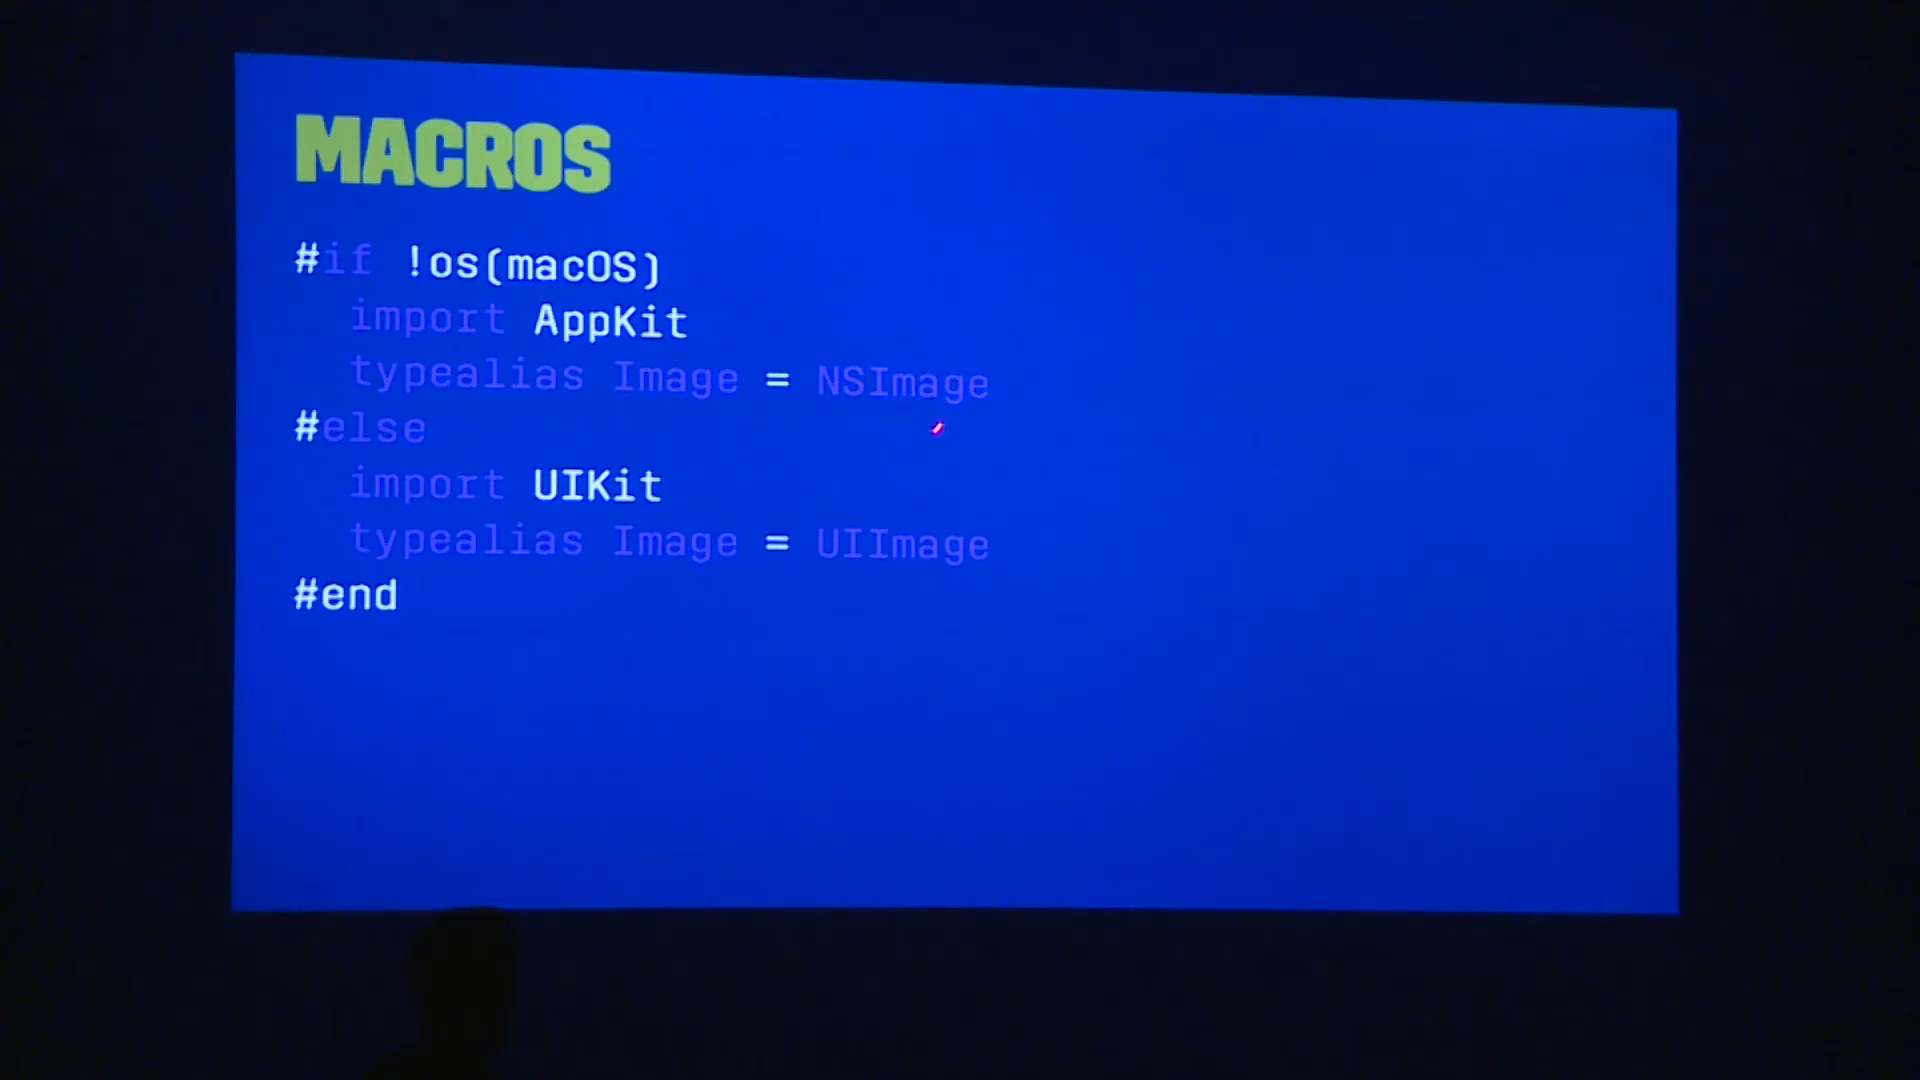 MACROS
#if !os(macOS)
import AppKit
typealias Image = NSImage
#else
import UIKit
typealias Image = UIImage
#end